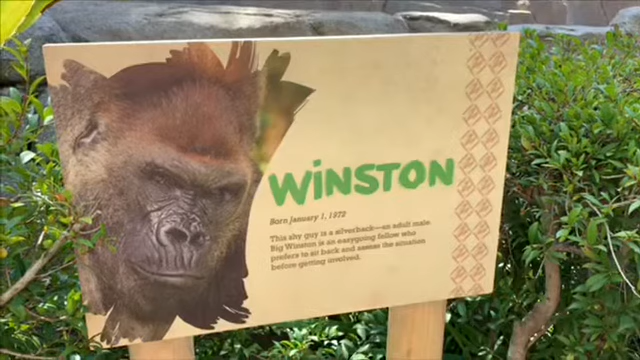 WINSTON
Born January 1, 1972
This shy guy is a silverback—an adult male.
Big Winston is an easygoing fellow who
prefers to sit back and assess the situation
before getting involved.